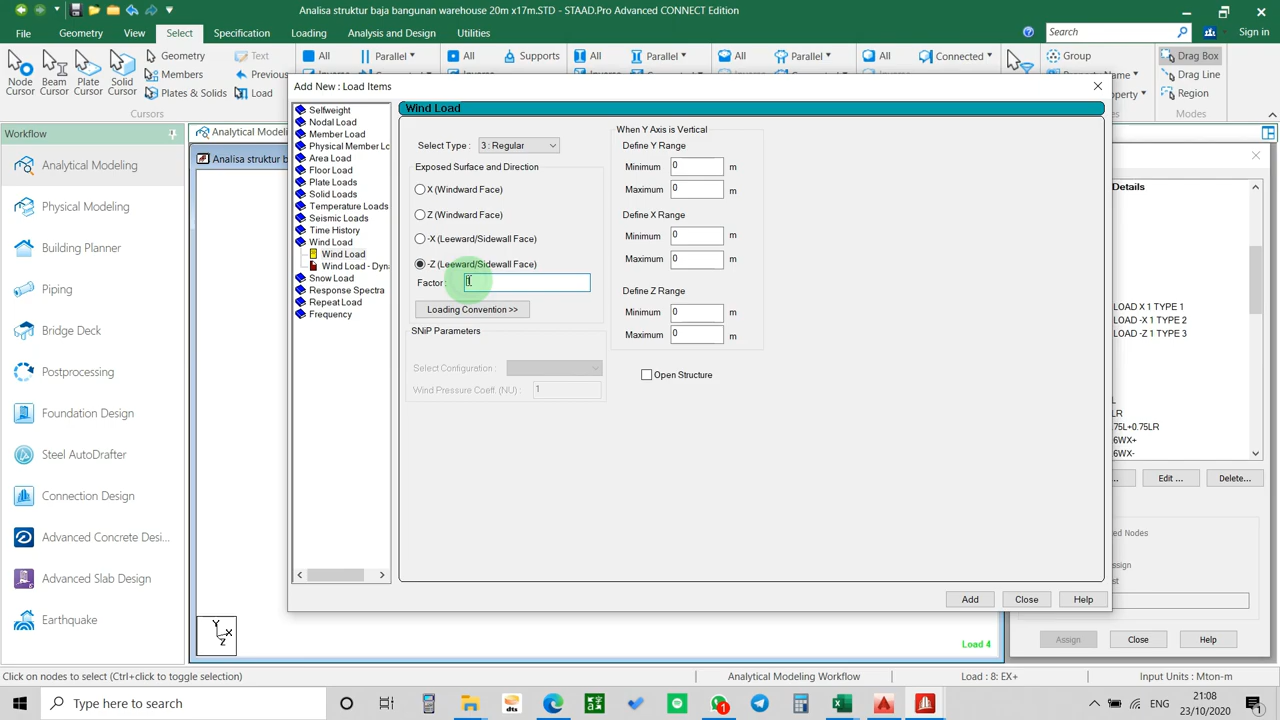 Analisa struktur baja bangunan warehouse 20m x17m.STD - STAAD.Pro Advanced CONNECT Edition
File Geometry View Select Specification Loading Analysis and Design Utilities Search Sign in
Node Cursor
Beam Cursor
Plate Cursor
Solid Cursor
Geometry
Members
Plates & Solids
Text
Previous
Load
All Parallel
All Supports
All Parallel
All Parallel
All Connected
Group
Region
Drag Box
Drag Line
Cursors
Modes
Add New : Load Items
Workflow
Analytical Modeling
Physical Modeling
Building Planner
Piping
Bridge Deck
Postprocessing
Foundation Design
Steel AutoDrafter
Connection Design
Advanced Concrete Desi...
Advanced Slab Design
Earthquake
Analisa struktur b
Selfweight
Nodal Load
Member Load
Physical Member Lo
Area Load
Floor Load
Plate Loads
Solid Loads
Temperature Loads
Seismic Loads
Time History
Wind Load
Wind Load
Wind Load - Dyn
Snow Load
Response Spectra
Repeat Load
Frequency
Wind Load
Select Type : 3 : Regular
Exposed Surface and Direction
X (Windward Face)
Z (Windward Face)
-X (Leeward/Sidewall Face)
-Z (Leeward/Sidewall Face)
Factor :
Loading Convention >>
SNiP Parameters
Select Configuration :
Wind Pressure Coeff. (NU) : 1
When Y Axis is Vertical
Define Y Range
Minimum 0 m
Maximum 0 m
Define X Range
Minimum 0 m
Maximum 0 m
Define Z Range
Minimum 0 m
Maximum 0 m
Open Structure
Add Close Help
Details
LOAD X 1 TYPE 1
LOAD -X 1 TYPE 2
LOAD -Z 1 TYPE 3
LR
.75L+0.75LR
6WX+
6WX-
... Edit ... Delete...
ed Nodes
Assign Close Help
Y
X
Z
Load 4
Click on nodes to select (Ctrl+click to toggle selection)
Analytical Modeling Workflow
Load : 8: EX+
Input Units : Mton-m
Type here to search
dts
1
ENG
21:08
23/10/2020
1